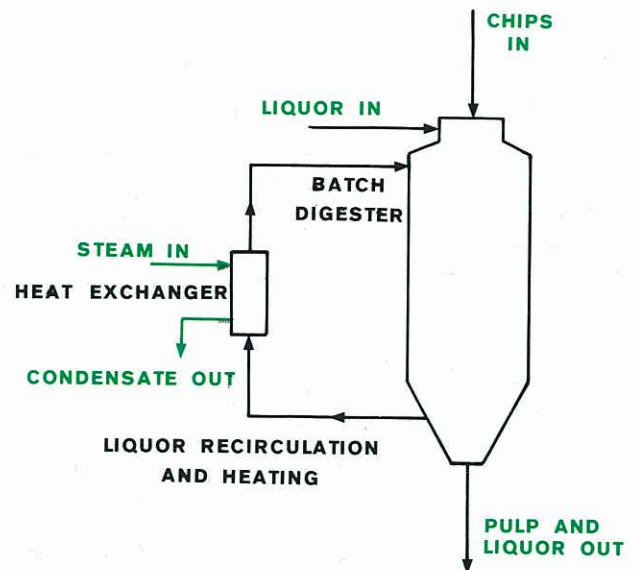 CHIPS
IN
LIQUOR IN
BATCH
DIGESTER
STEAM IN
HEAT EXCHANGER
CONDENSATE OUT
LIQUOR RECIRCULATION
AND HEATING
PULP AND
LIQUOR OUT